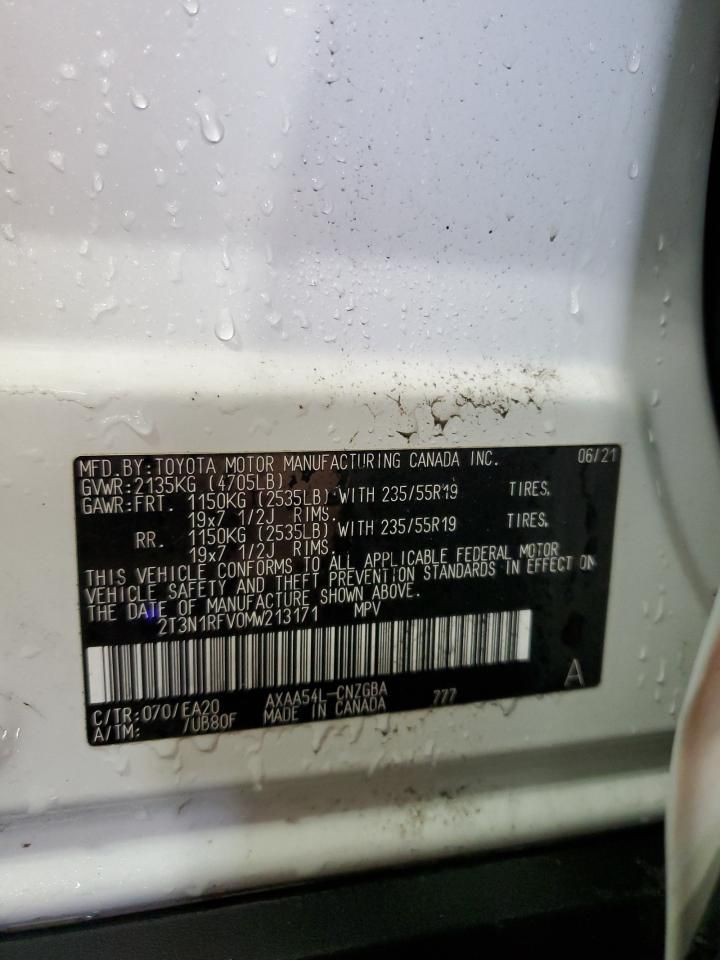 MFD.BY:TOYOTA MOTOR MANUFACTURING CANADA INC. 06/21
GVWR:2135KG (4705LB)
GAWR:FRT. 1150KG (2535LB) WITH 235/55R19 TIRES,
19x7 1/2J RIMS.
RR. 1150KG (2535LB) WITH 235/55R19 TIRES,
19x7 1/2J RIMS.
THIS VEHICLE CONFORMS TO ALL APPLICABLE FEDERAL MOTOR
VEHICLE SAFETY AND THEFT PREVENTION STANDARDS IN EFFECT ON
THE DATE OF MANUFACTURE SHOWN ABOVE.
2T3N1RFV0MW213171 MPV
C/TR:070/EA20 AXAA54L-CNZGBA 777
A/TM: /UB80F MADE IN CANADA
A